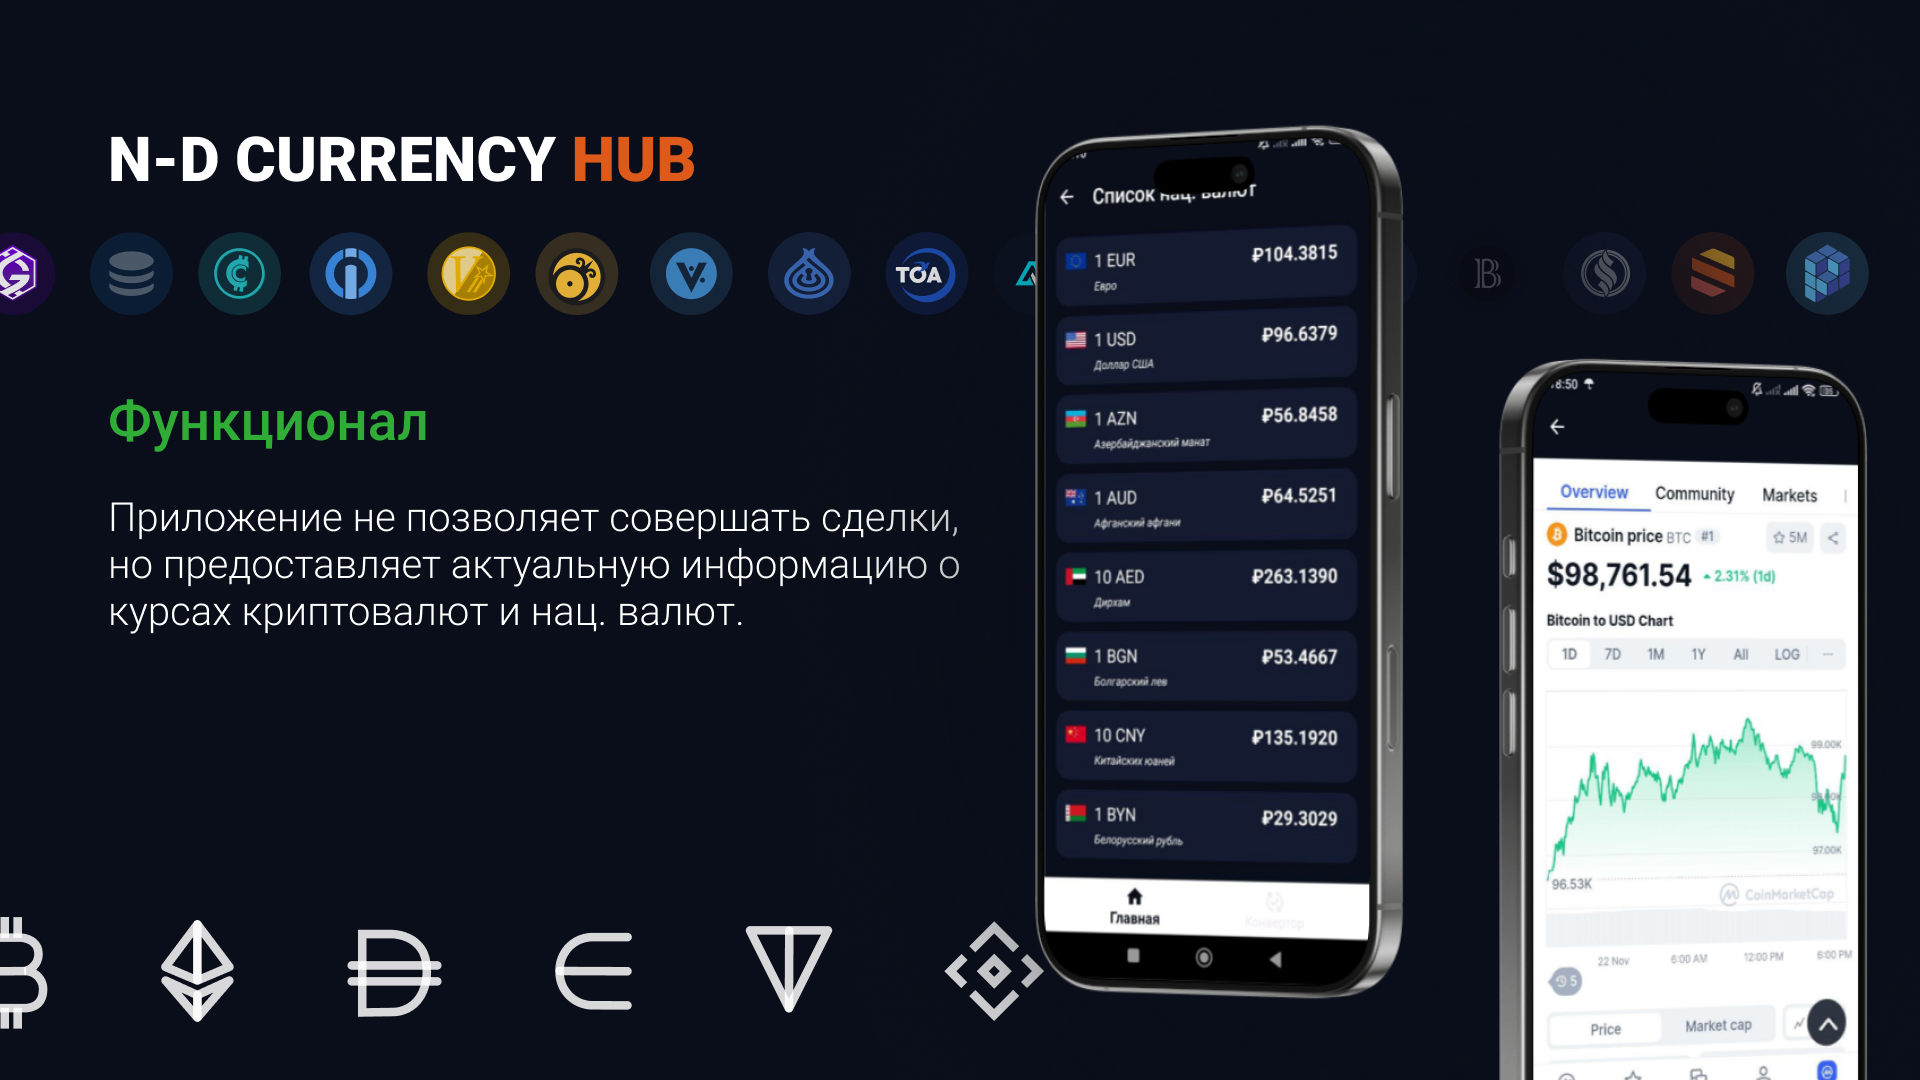 N-D CURRENCY HUB
TOA
Функционал
Приложение не позволяет совершать сделки,
но предоставляет актуальную информацию о
курсах криптовалют и нац. валют.
Список нац. валют
1 EUR
₽104.3815
Евро
1 USD
₽96.6379
Доллар США
1 AZN
₽56.8458
Азербайджанский манат
1 AUD
₽64.5251
Афганский афгани
10 AED
₽263.1390
Дирхам
1 BGN
₽53.4667
Болгарский лев
10 CNY
₽135.1920
Китайских юаней
1 BYN
₽29.3029
Белорусский рубль
Главная
Конвертор
8:50
Overview Community Markets
Bitcoin price BTC #1
5M
$98,761.54 2.31% (1d)
Bitcoin to USD Chart
1D 7D 1M 1Y All LOG ...
99.00K
98.00K
97.00K
96.53K
CoinMarketCap
22 Nov 6:00 AM 12:00 PM 6:00 PM
5
Price Market cap